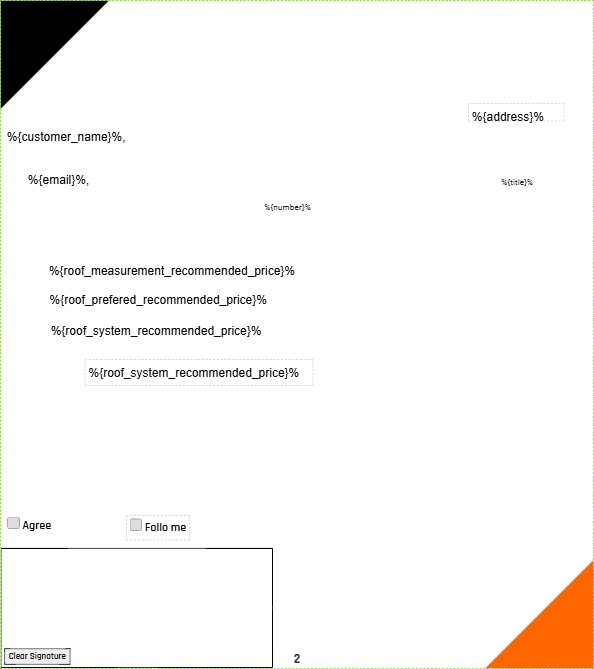 %{address}%
%{customer_name}%,
%{email}%,
%{title}%
%{number}%
%{roof_measurement_recommended_price}%
%{roof_prefered_recommended_price}%
%{roof_system_recommended_price}%
%{roof_system_recommended_price}%
Agree
Follo me
Clear Signature
2